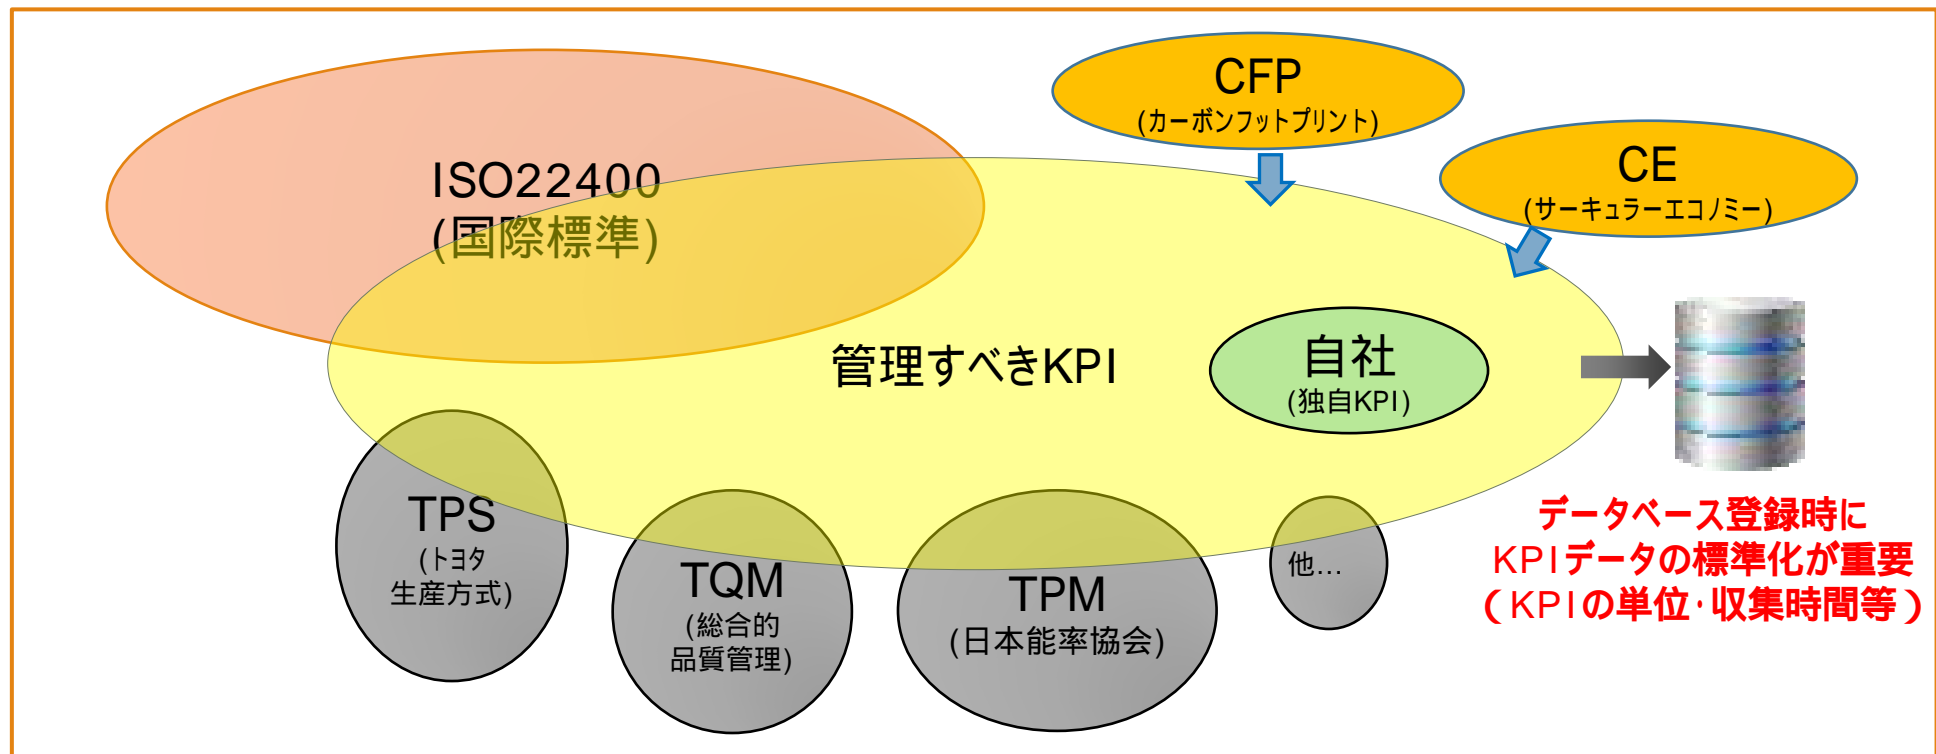 CFP
(カーボンフットプリント)
CE
(サーキュラーエコノミー)
ISO22400
(国際標準)
管理すべきKPI
自社
(独自KPI)
TPS
(トヨタ
生産方式)
TQM
(総合的
品質管理)
TPM
(日本能率協会)
他…
データベース登録時に
KPIデータの標準化が重要
(KPIの単位・収集時間等)